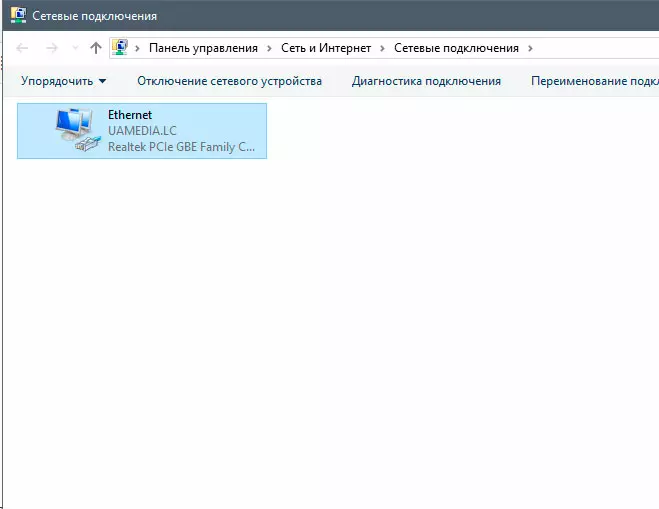 Сетевые подключения
Панель управления › Сеть и Интернет › Сетевые подключения ›
Упорядочить Отключение сетевого устройства Диагностика подключения Переименование
Ethernet
UAMEDIA.LC
Realtek PCIe GBE Family C...